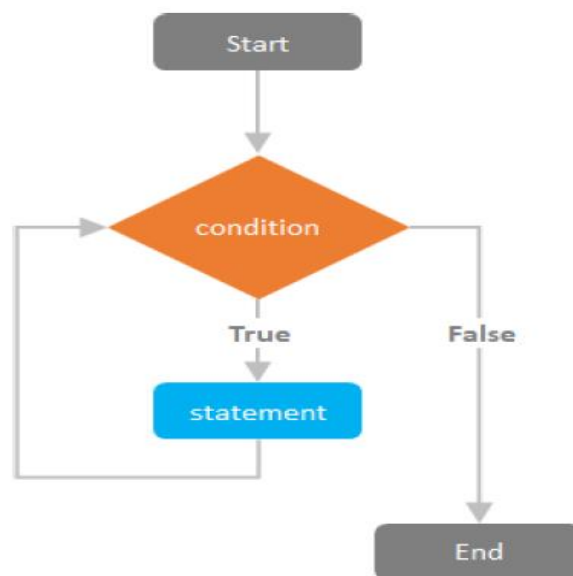 Start
condition
True
False
statement
End